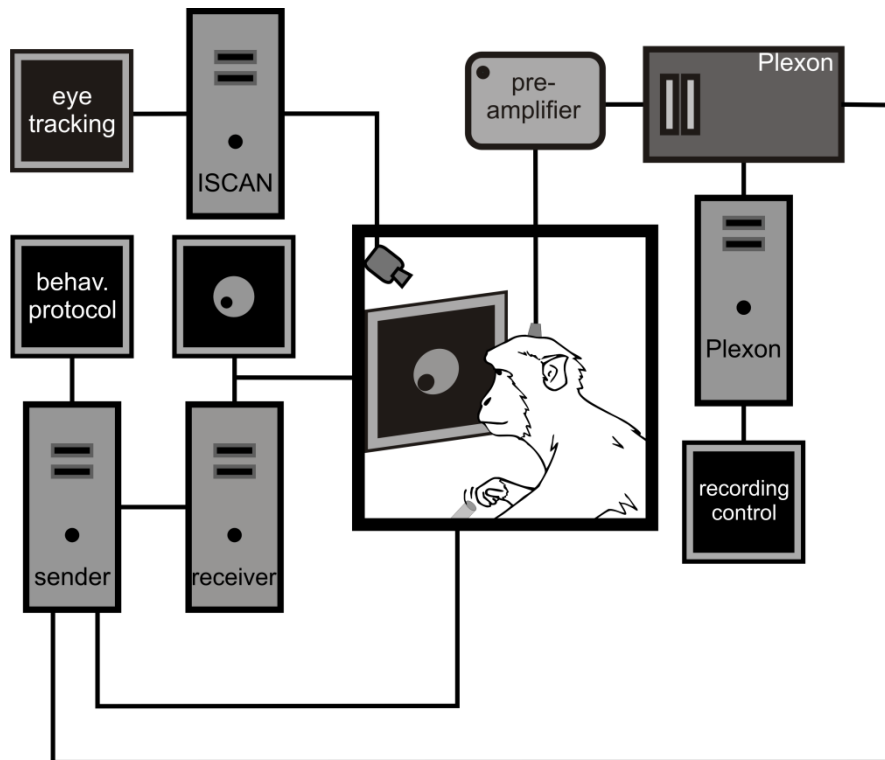 eye
tracking
ISCAN
pre-
amplifier
Plexon
behav.
protocol
Plexon
recording
control
sender
receiver